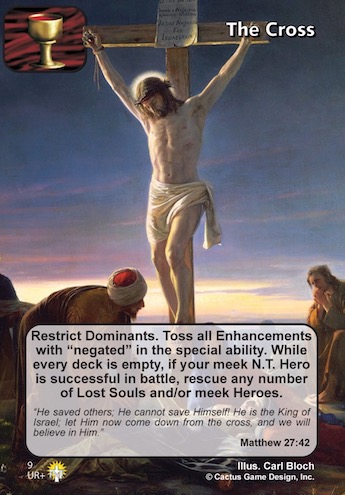 The Cross
Restrict Dominants. Toss all Enhancements
with “negated” in the special ability. While
every deck is empty, if your meek N.T. Hero
is successful in battle, rescue any number
of Lost Souls and/or meek Heroes.
“He saved others; He cannot save Himself! He is the King of
Israel; let Him now come down from the cross, and we will
believe in Him.”
Matthew 27:42
9
UR+
Illus. Carl Bloch
© Cactus Game Design, Inc.